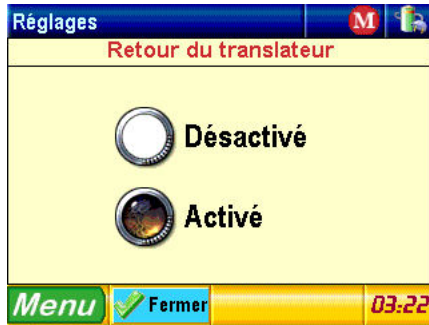 Réglages M
Retour du translateur
Désactivé
Activé
Menu Fermer 03:22